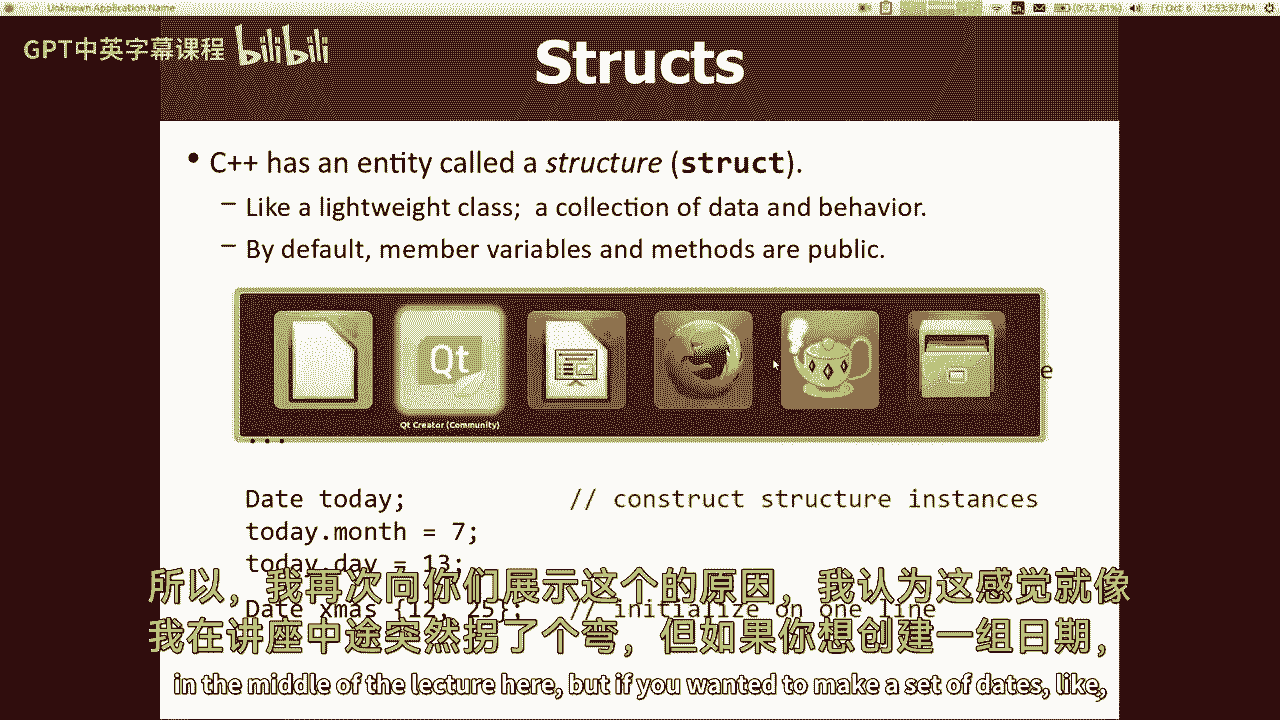 Unknown Application Name
En
(0:32, 81%)
Fri Oct 6 12:53:57 PM
GPT中英字幕课程 bilibili
Structs
• C++ has an entity called a structure (struct).
– Like a lightweight class; a collection of data and behavior.
– By default, member variables and methods are public.
Qt
e
Qt Creator (Community)
...
Date today; // construct structure instances
today.month = 7;
today.day = 13;
Date xmas {12, 25}; // initialize on one line
所以，我再次向你们展示这个的原因，我认为这感觉就像
我在讲座中途突然拐了个弯，但如果你想创建一组日期，
in the middle of the lecture here, but if you wanted to make a set of dates, like,